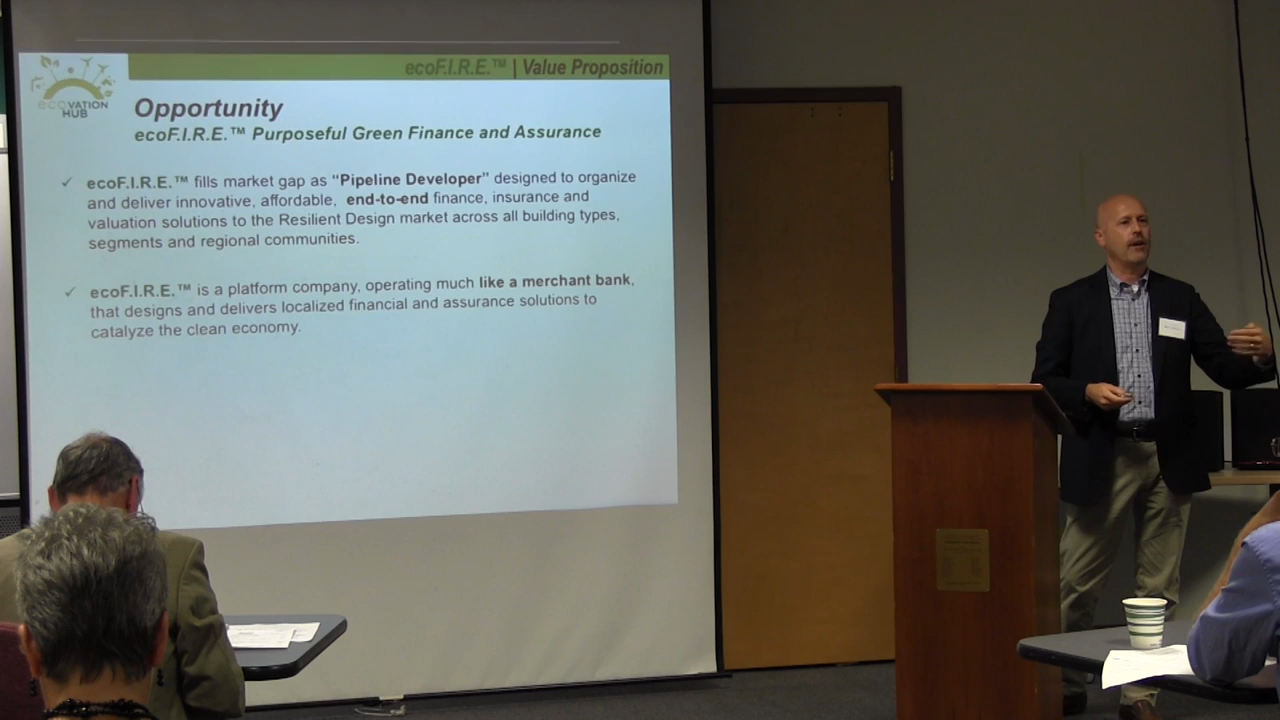 ecoF.I.R.E.™ | Value Proposition
ecoVATION
HUB
Opportunity
ecoF.I.R.E.™ Purposeful Green Finance and Assurance
✓ ecoF.I.R.E.™ fills market gap as “Pipeline Developer” designed to organize
and deliver innovative, affordable, end-to-end finance, insurance and
valuation solutions to the Resilient Design market across all building types,
segments and regional communities.
✓ ecoF.I.R.E.™ is a platform company, operating much like a merchant bank,
that designs and delivers localized financial and assurance solutions to
catalyze the clean economy.